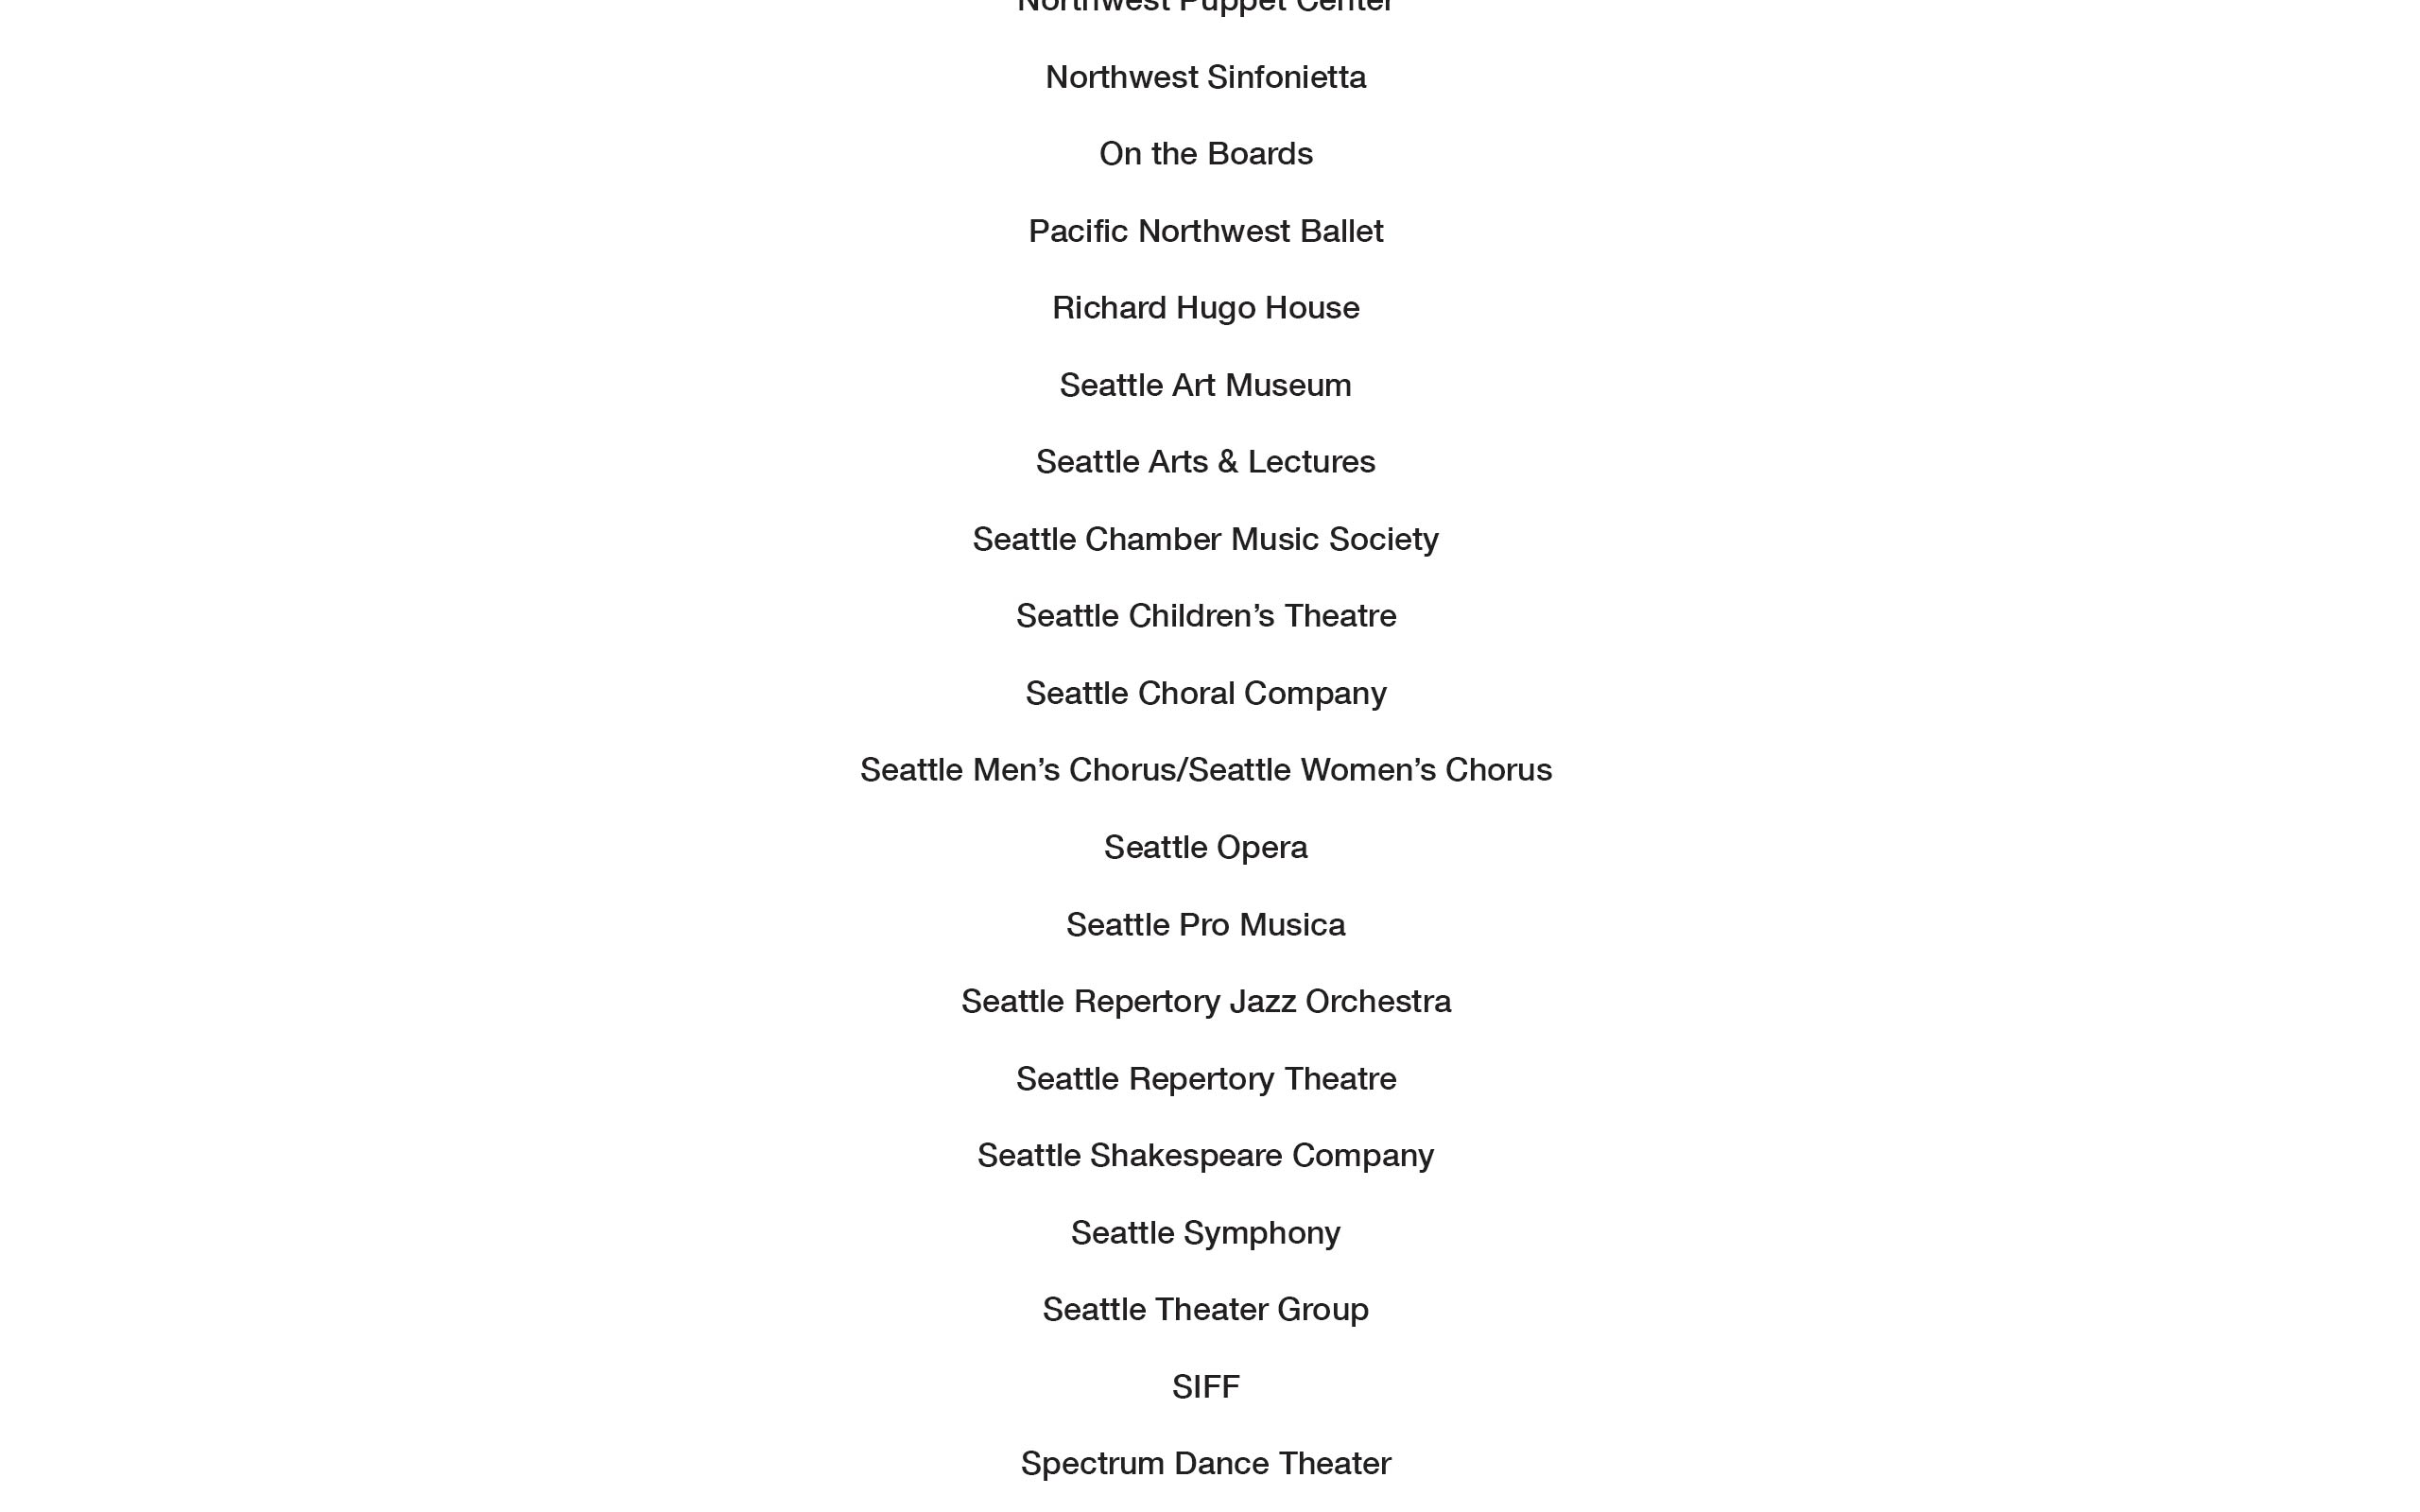 Northwest Puppet Center
Northwest Sinfonietta
On the Boards
Pacific Northwest Ballet
Richard Hugo House
Seattle Art Museum
Seattle Arts & Lectures
Seattle Chamber Music Society
Seattle Children’s Theatre
Seattle Choral Company
Seattle Men’s Chorus/Seattle Women’s Chorus
Seattle Opera
Seattle Pro Musica
Seattle Repertory Jazz Orchestra
Seattle Repertory Theatre
Seattle Shakespeare Company
Seattle Symphony
Seattle Theater Group
SIFF
Spectrum Dance Theater